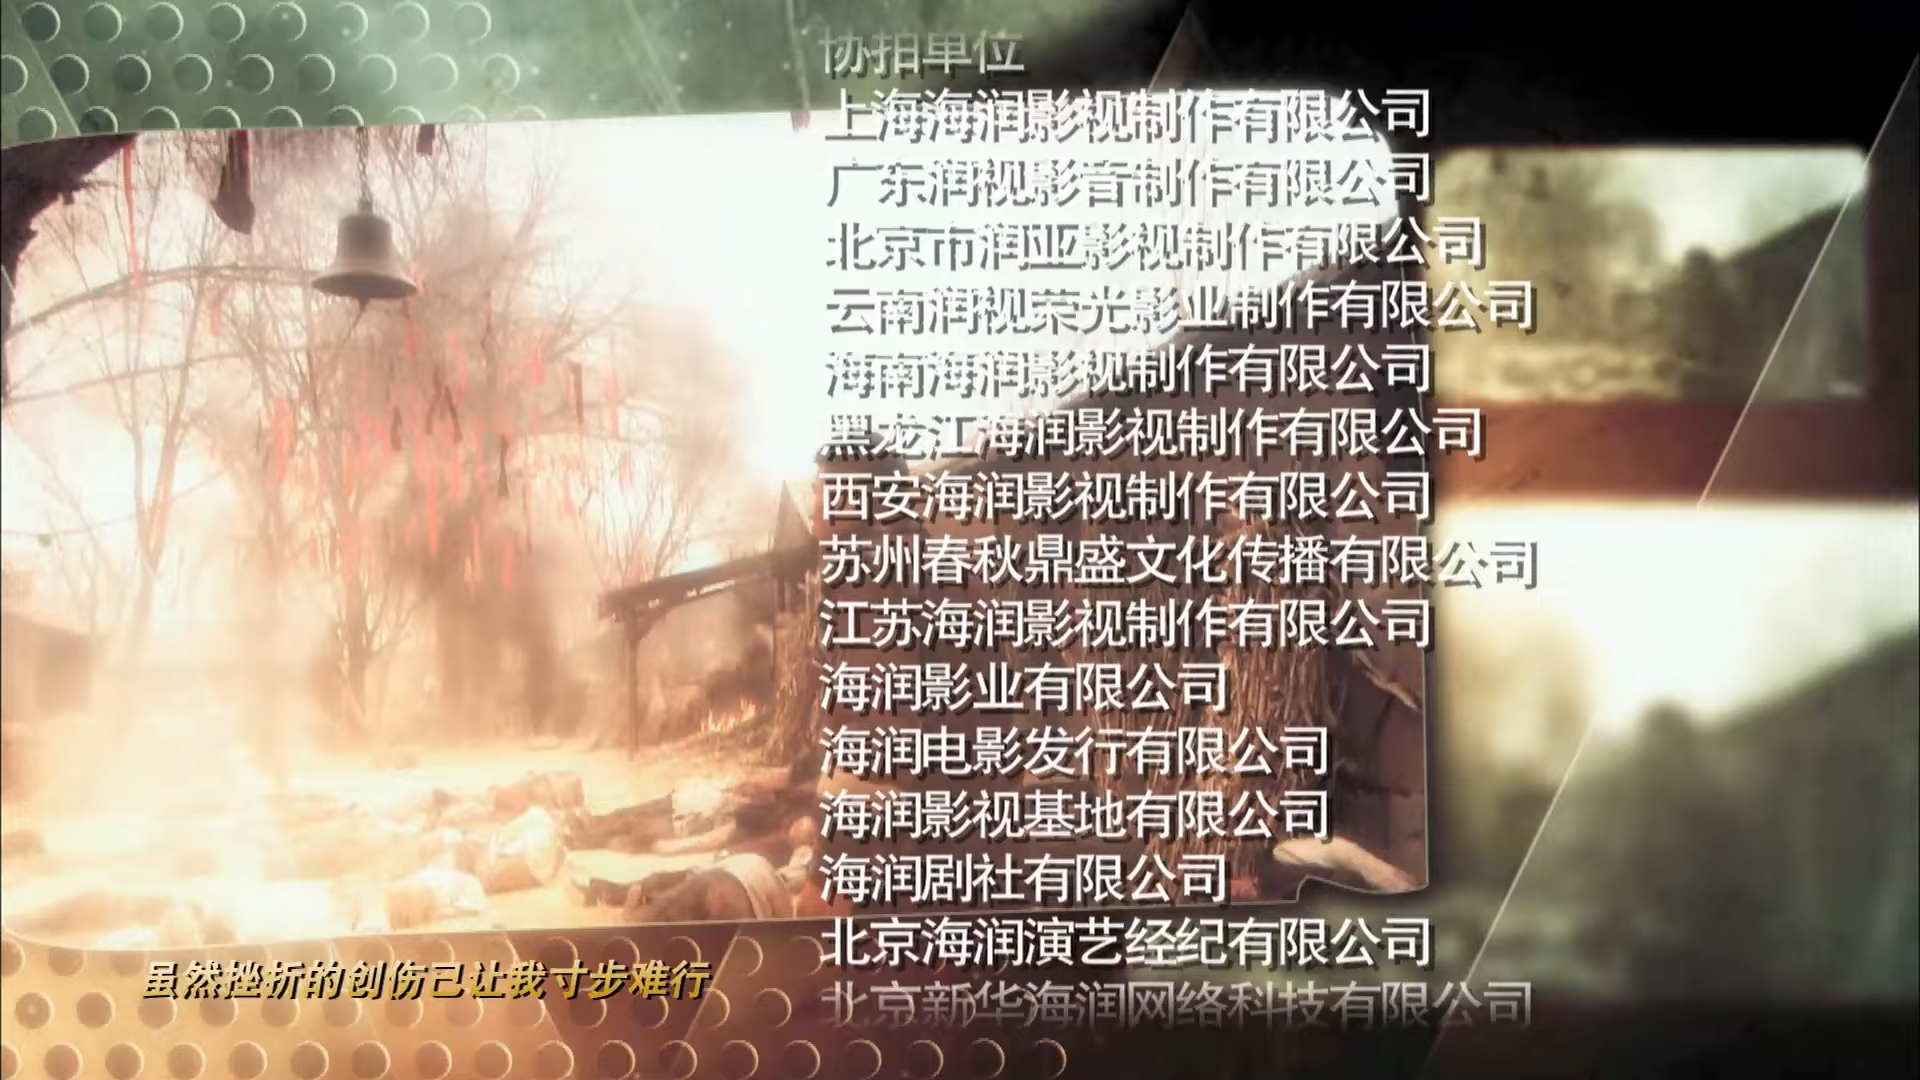 协拍单位
上海海润影视制作有限公司
广东润视影音制作有限公司
北京市润亚影视制作有限公司
云南润视荣光影业制作有限公司
海南海润影视制作有限公司
黑龙江海润影视制作有限公司
西安海润影视制作有限公司
苏州春秋鼎盛文化传播有限公司
江苏海润影视制作有限公司
海润影业有限公司
海润电影发行有限公司
海润影视基地有限公司
海润剧社有限公司
北京海润演艺经纪有限公司
虽然挫折的创伤已让我寸步难行
北京新华海润网络科技有限公司